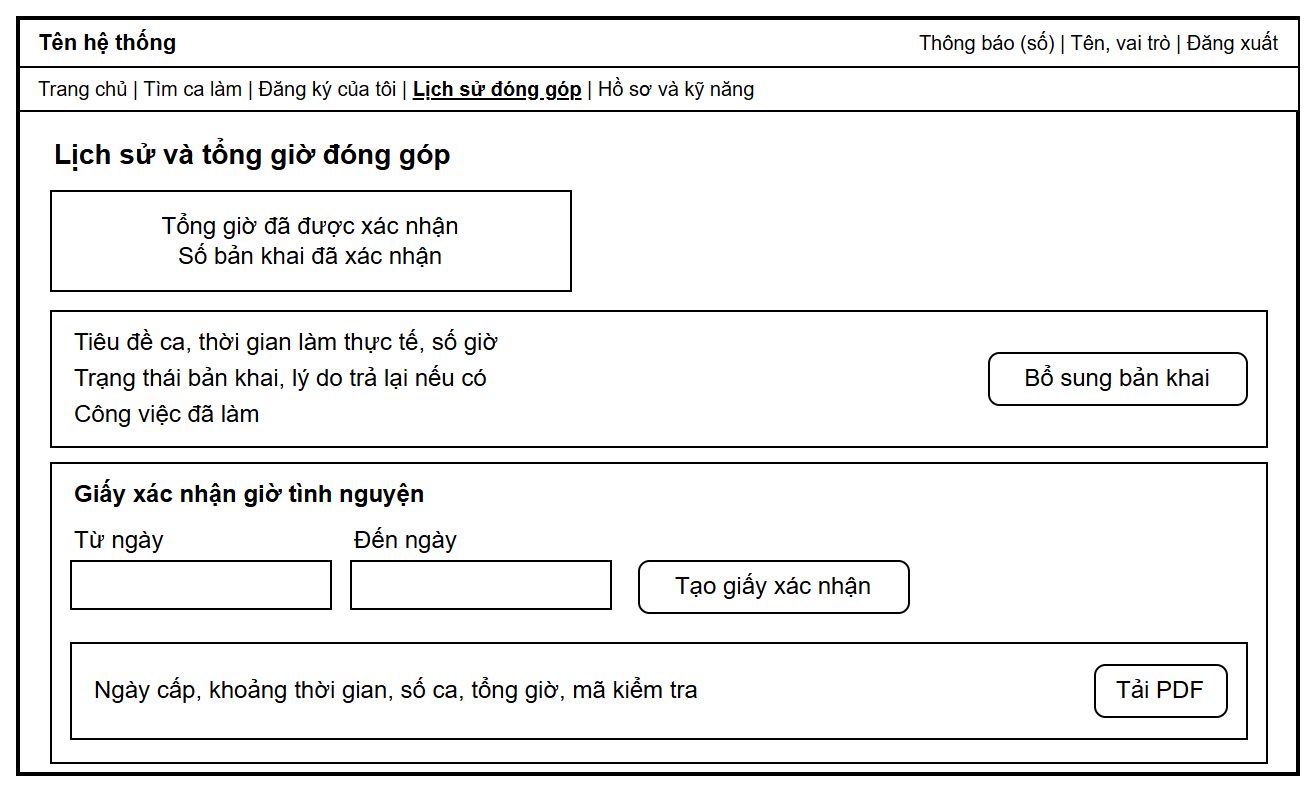 Tên hệ thống
Thông báo (số) | Tên, vai trò | Đăng xuất
Trang chủ | Tìm ca làm | Đăng ký của tôi | Lịch sử đóng góp | Hồ sơ và kỹ năng
Lịch sử và tổng giờ đóng góp
Tổng giờ đã được xác nhận
Số bản khai đã xác nhận
Tiêu đề ca, thời gian làm thực tế, số giờ
Trạng thái bản khai, lý do trả lại nếu có
Công việc đã làm
Bổ sung bản khai
Giấy xác nhận giờ tình nguyện
Từ ngày
Đến ngày
Tạo giấy xác nhận
Ngày cấp, khoảng thời gian, số ca, tổng giờ, mã kiểm tra
Tải PDF